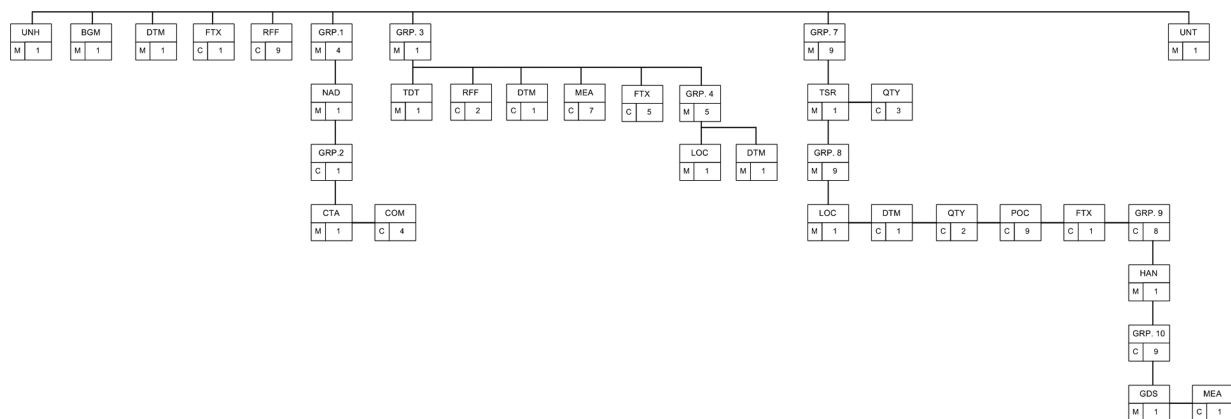 UNH BGM DTM FTX RFF GRP.1 GRP. 3 GRP. 7 UNT
M 1 M 1 M 1 C 1 C 9 M 4 M 1 M 9 M 1
NAD TDT RFF DTM MEA FTX GRP. 4 TSR QTY
M 1 M 1 C 2 C 1 C 7 C 5 M 5 M 1 C 3
GRP.2 LOC DTM GRP. 8
C 1 M 1 M 1 M 9
CTA COM LOC DTM QTY POC FTX GRP. 9
M 1 C 4 M 1 C 1 C 2 C 9 C 1 C 8
HAN
M 1
GRP. 10
C 9
GDS MEA
M 1 C 1